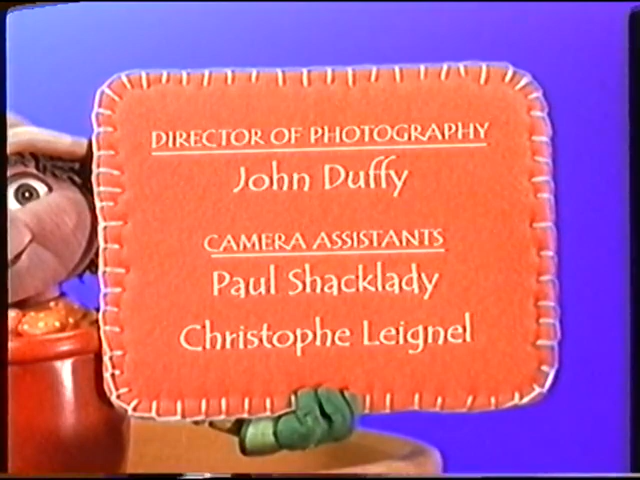 DIRECTOR OF PHOTOGRAPHY
John Duffy
CAMERA ASSISTANTS
Paul Shacklady
Christophe Leignel